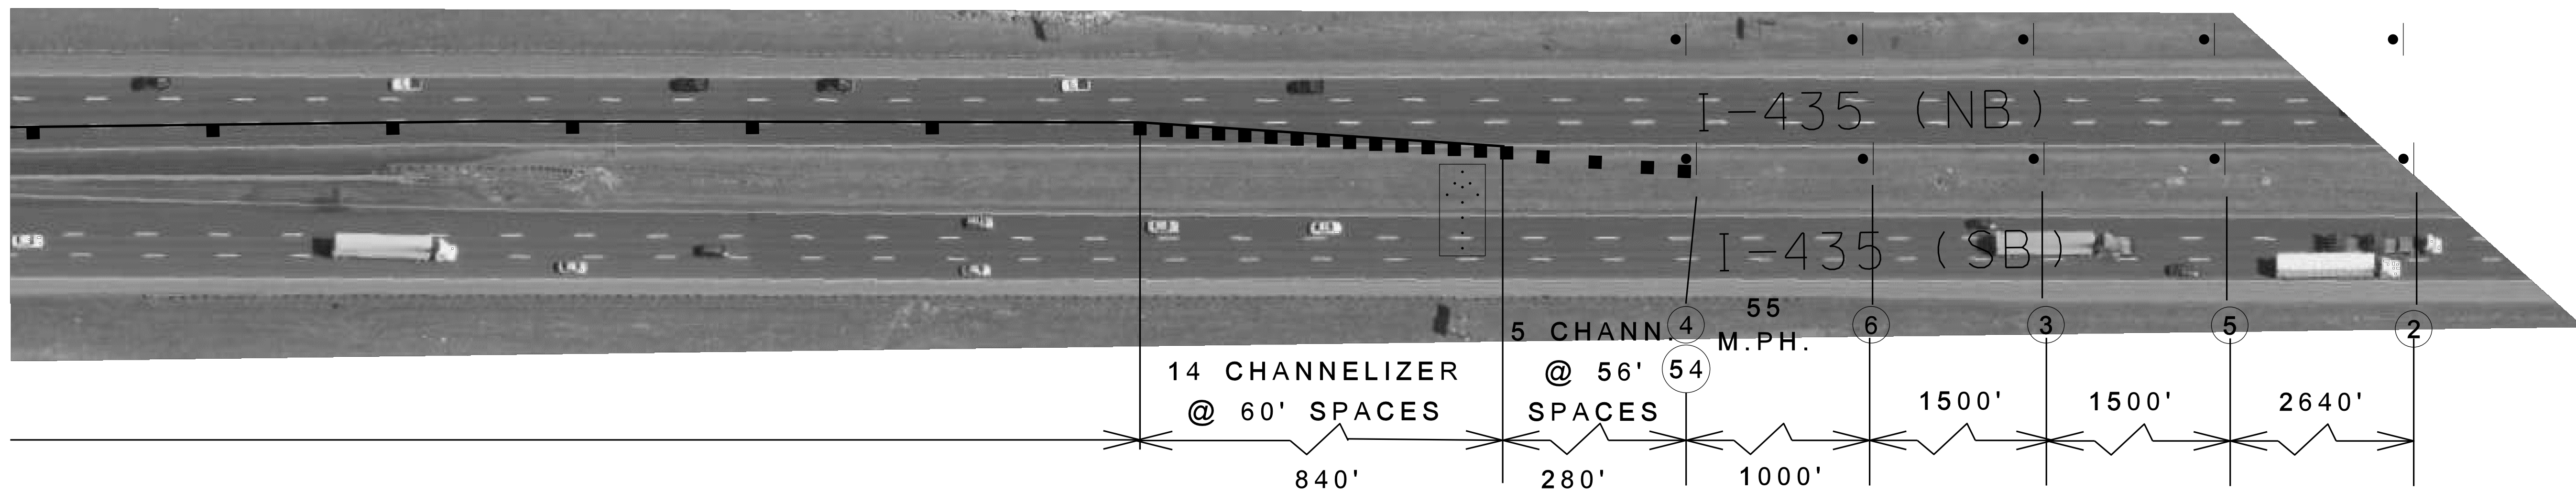 I-435 (NB)
I-435 (SB)
55
M.PH.
5 CHANN.
@ 56'
SPACES
4
54
6
3
5
2
14 CHANNELIZER
@ 60' SPACES
1500'
1500'
2640'
840'
280'
1000'